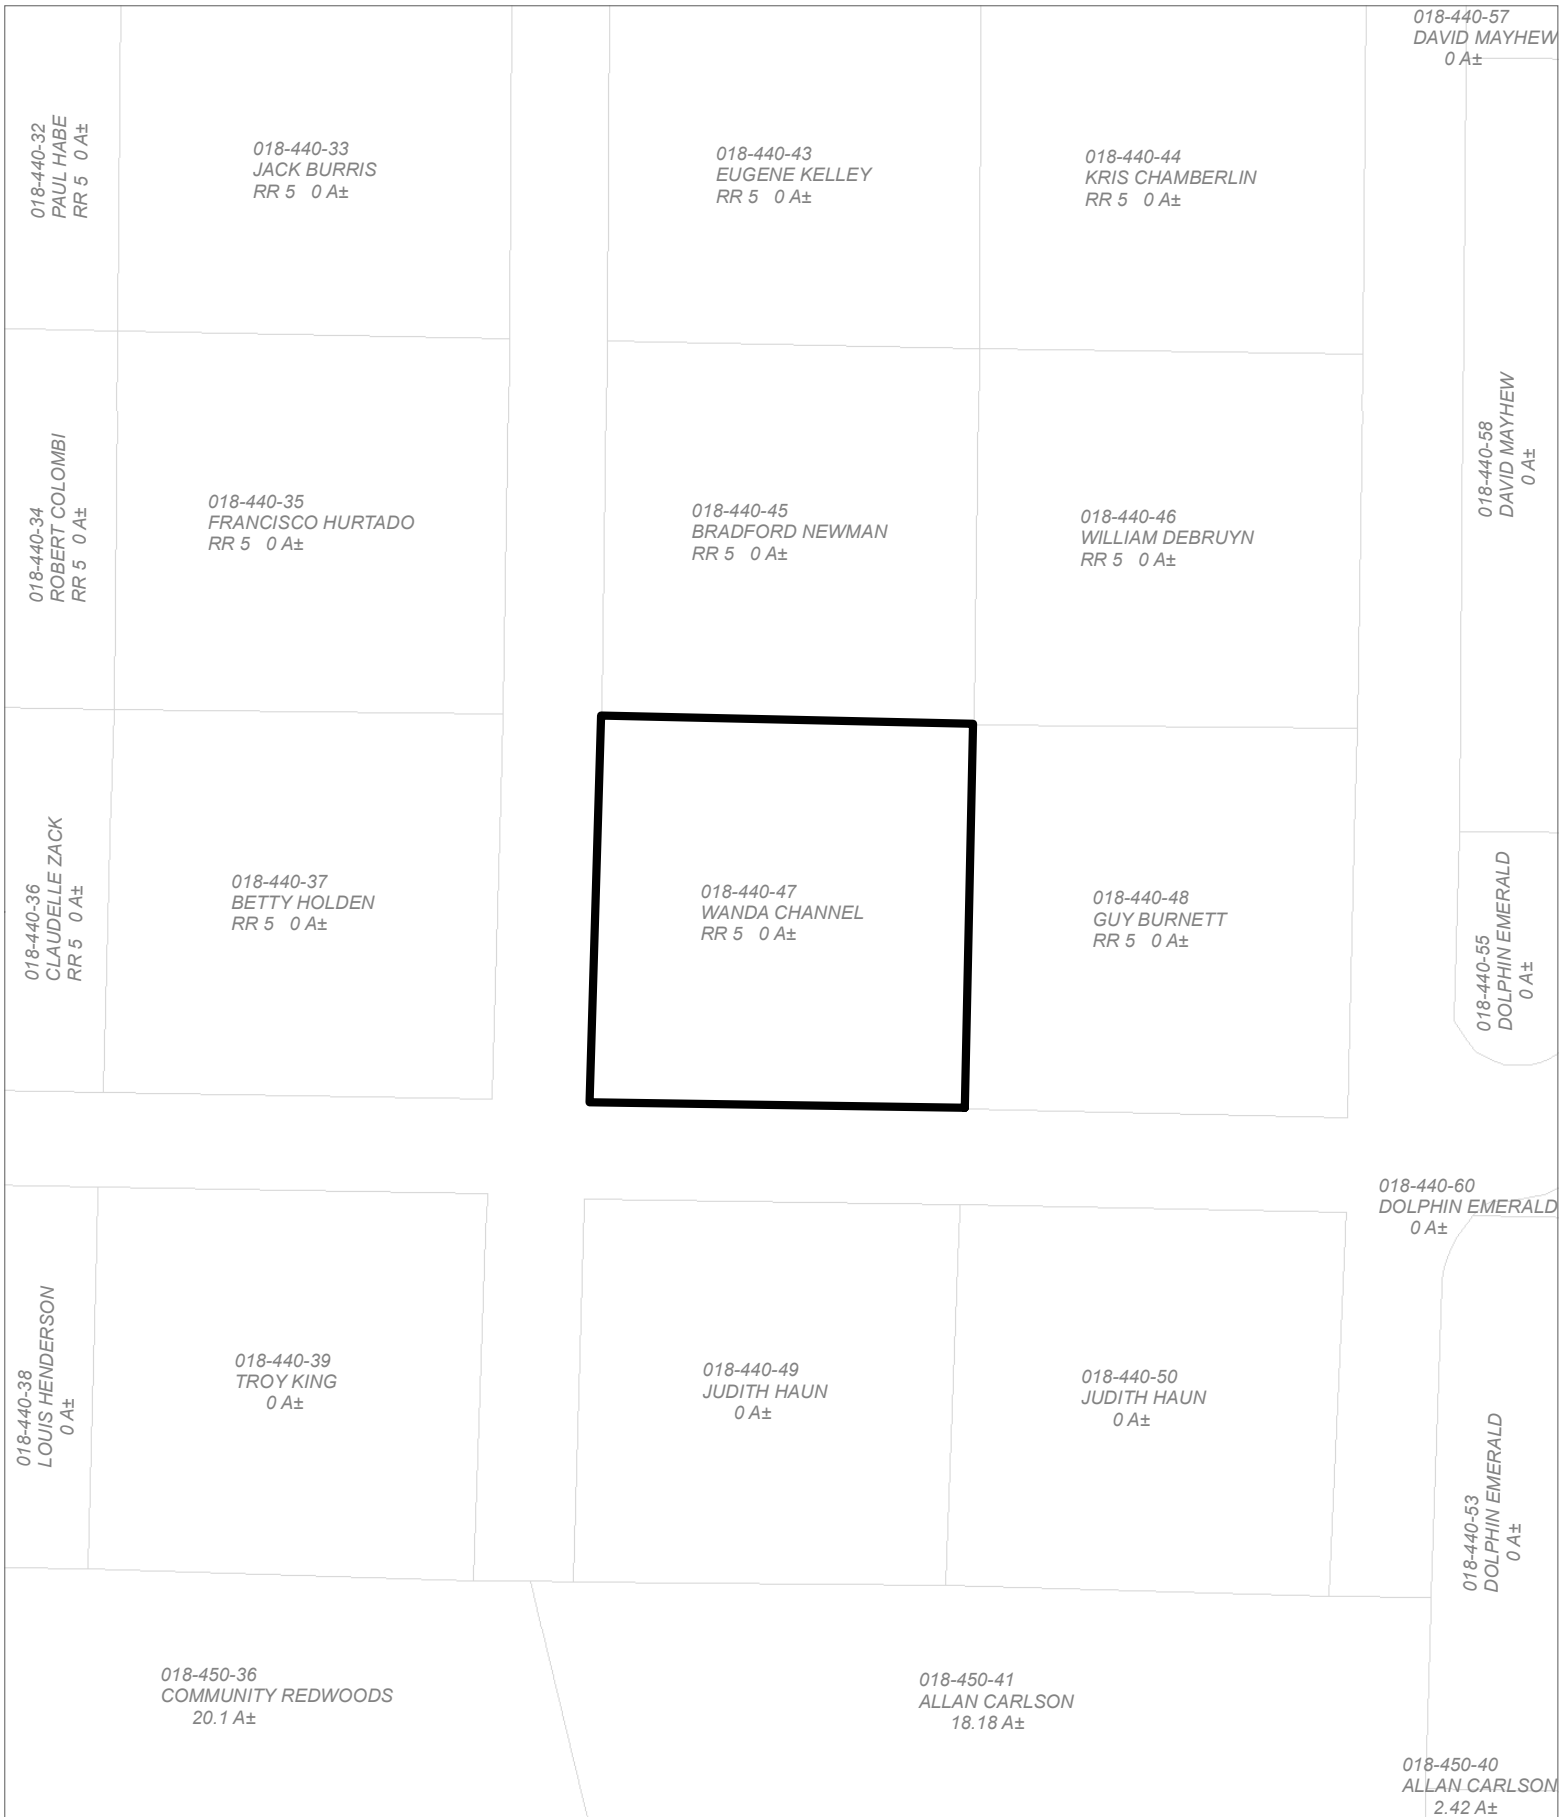 018-440-57
DAVID MAYHEW
0 A±
018-440-32
PAUL HABE
RR 5 0 A±
018-440-33
JACK BURRIS
RR 5 0 A±
018-440-43
EUGENE KELLEY
RR 5 0 A±
018-440-44
KRIS CHAMBERLIN
RR 5 0 A±
018-440-34
ROBERT COLOMBI
RR 5 0 A±
018-440-35
FRANCISCO HURTADO
RR 5 0 A±
018-440-45
BRADFORD NEWMAN
RR 5 0 A±
018-440-46
WILLIAM DEBRUYN
RR 5 0 A±
018-440-58
DAVID MAYHEW
0 A±
018-440-36
CLAUDELLE ZACK
RR 5 0 A±
018-440-37
BETTY HOLDEN
RR 5 0 A±
018-440-47
WANDA CHANNEL
RR 5 0 A±
018-440-48
GUY BURNETT
RR 5 0 A±
018-440-55
DOLPHIN EMERALD
0 A±
018-440-60
DOLPHIN EMERALD
0 A±
018-440-38
LOUIS HENDERSON
0 A±
018-440-39
TROY KING
0 A±
018-440-49
JUDITH HAUN
0 A±
018-440-50
JUDITH HAUN
0 A±
018-440-53
DOLPHIN EMERALD
0 A±
018-450-36
COMMUNITY REDWOODS
20.1 A±
018-450-41
ALLAN CARLSON
18.18 A±
018-450-40
ALLAN CARLSON
2.42 A±